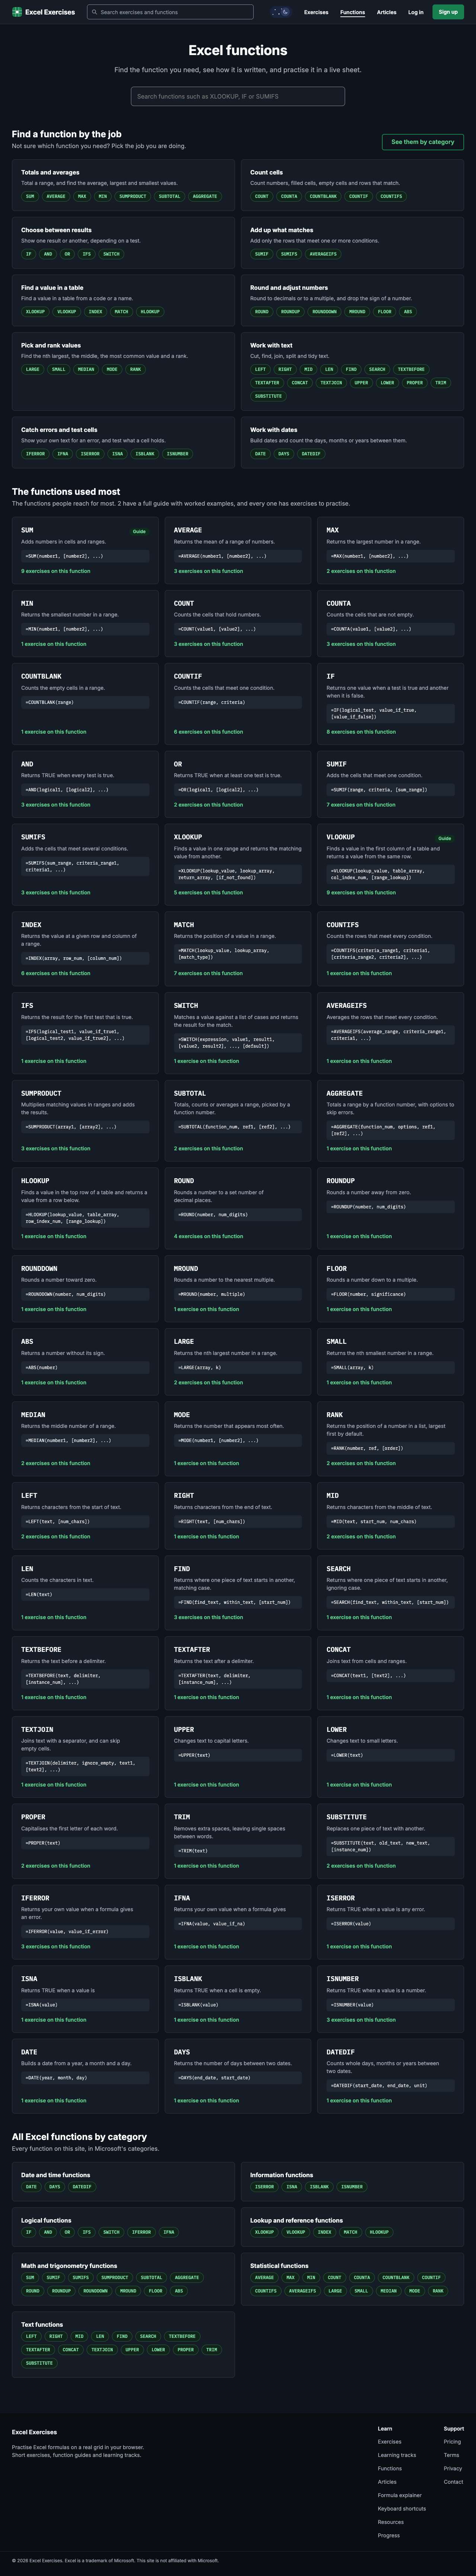 Excel Exercises
Search exercises and functions
Exercises
Functions
Articles
Log in
Sign up
Excel functions
Find the function you need, see how it is written, and practise it in a live sheet.
Search functions such as XLOOKUP, IF or SUMIFS
Find a function by the job
Not sure which function you need? Pick the job you are doing.
See them by category
Totals and averages
Total a range, and find the average, largest and smallest values.
SUM AVERAGE MAX MIN SUMPRODUCT SUBTOTAL AGGREGATE
Count cells
Count numbers, filled cells, empty cells and rows that match.
COUNT COUNTA COUNTBLANK COUNTIF COUNTIFS
Choose between results
Show one result or another, depending on a test.
IF AND OR IFS SWITCH
Add up what matches
Add only the rows that meet one or more conditions.
SUMIF SUMIFS AVERAGEIFS
Find a value in a table
Find a value in a table from a code or a name.
XLOOKUP VLOOKUP INDEX MATCH HLOOKUP
Round and adjust numbers
Round to decimals or to a multiple, and drop the sign of a number.
ROUND ROUNDUP ROUNDDOWN MROUND FLOOR ABS
Pick and rank values
Find the nth largest, the middle, the most common value and a rank.
LARGE SMALL MEDIAN MODE RANK
Work with text
Cut, find, join, split and tidy text.
LEFT RIGHT MID LEN FIND SEARCH TEXTBEFORE
TEXTAFTER CONCAT TEXTJOIN UPPER LOWER PROPER TRIM
SUBSTITUTE
Catch errors and test cells
Show your own text for an error, and test what a cell holds.
IFERROR IFNA ISERROR ISNA ISBLANK ISNUMBER
Work with dates
Build dates and count the days, months or years between them.
DATE DAYS DATEDIF
The functions used most
The functions people reach for most. 2 have a full guide with worked examples, and every one has exercises to practise.
SUM
Guide
Adds numbers in cells and ranges.
=SUM(number1, [number2], ...)
9 exercises on this function
AVERAGE
Returns the mean of a range of numbers.
=AVERAGE(number1, [number2], ...)
3 exercises on this function
MAX
Returns the largest number in a range.
=MAX(number1, [number2], ...)
2 exercises on this function
MIN
Returns the smallest number in a range.
=MIN(number1, [number2], ...)
1 exercise on this function
COUNT
Counts the cells that hold numbers.
=COUNT(value1, [value2], ...)
3 exercises on this function
COUNTA
Counts the cells that are not empty.
=COUNTA(value1, [value2], ...)
3 exercises on this function
COUNTBLANK
Counts the empty cells in a range.
=COUNTBLANK(range)
1 exercise on this function
COUNTIF
Counts the cells that meet one condition.
=COUNTIF(range, criteria)
6 exercises on this function
IF
Returns one value when a test is true and another
when it is false.
=IF(logical_test, value_if_true,
[value_if_false])
8 exercises on this function
AND
Returns TRUE when every test is true.
=AND(logical1, [logical2], ...)
3 exercises on this function
OR
Returns TRUE when at least one test is true.
=OR(logical1, [logical2], ...)
2 exercises on this function
SUMIF
Adds the cells that meet one condition.
=SUMIF(range, criteria, [sum_range])
7 exercises on this function
SUMIFS
Adds the cells that meet several conditions.
=SUMIFS(sum_range, criteria_range1,
criteria1, ...)
3 exercises on this function
XLOOKUP
Finds a value in one range and returns the matching
value from another.
=XLOOKUP(lookup_value, lookup_array,
return_array, [if_not_found])
5 exercises on this function
VLOOKUP
Guide
Finds a value in the first column of a table and
returns a value from the same row.
=VLOOKUP(lookup_value, table_array,
col_index_num, [range_lookup])
9 exercises on this function
INDEX
Returns the value at a given row and column of
a range.
=INDEX(array, row_num, [column_num])
6 exercises on this function
MATCH
Returns the position of a value in a range.
=MATCH(lookup_value, lookup_array,
[match_type])
7 exercises on this function
COUNTIFS
Counts the rows that meet every condition.
=COUNTIFS(criteria_range1, criteria1,
[criteria_range2, criteria2], ...)
1 exercise on this function
IFS
Returns the result for the first test that is true.
=IFS(logical_test1, value_if_true1,
[logical_test2, value_if_true2], ...)
1 exercise on this function
SWITCH
Matches a value against a list of cases and returns
the result for the match.
=SWITCH(expression, value1, result1,
[value2, result2], ..., [default])
1 exercise on this function
AVERAGEIFS
Averages the rows that meet every condition.
=AVERAGEIFS(average_range, criteria_range1,
criteria1, ...)
1 exercise on this function
SUMPRODUCT
Multiplies matching values in ranges and adds
the results.
=SUMPRODUCT(array1, [array2], ...)
3 exercises on this function
SUBTOTAL
Totals, counts or averages a range, picked by a
function number.
=SUBTOTAL(function_num, ref1, [ref2], ...)
2 exercises on this function
AGGREGATE
Totals a range by a function number, with options to
skip errors.
=AGGREGATE(function_num, options, ref1,
[ref2], ...)
1 exercise on this function
HLOOKUP
Finds a value in the top row of a table and returns a
value from a row below.
=HLOOKUP(lookup_value, table_array,
row_index_num, [range_lookup])
1 exercise on this function
ROUND
Rounds a number to a set number of
decimal places.
=ROUND(number, num_digits)
4 exercises on this function
ROUNDUP
Rounds a number away from zero.
=ROUNDUP(number, num_digits)
1 exercise on this function
ROUNDDOWN
Rounds a number toward zero.
=ROUNDDOWN(number, num_digits)
1 exercise on this function
MROUND
Rounds a number to the nearest multiple.
=MROUND(number, multiple)
1 exercise on this function
FLOOR
Rounds a number down to a multiple.
=FLOOR(number, significance)
1 exercise on this function
ABS
Returns a number without its sign.
=ABS(number)
1 exercise on this function
LARGE
Returns the nth largest number in a range.
=LARGE(array, k)
2 exercises on this function
SMALL
Returns the nth smallest number in a range.
=SMALL(array, k)
1 exercise on this function
MEDIAN
Returns the middle number of a range.
=MEDIAN(number1, [number2], ...)
2 exercises on this function
MODE
Returns the number that appears most often.
=MODE(number1, [number2], ...)
1 exercise on this function
RANK
Returns the position of a number in a list, largest
first by default.
=RANK(number, ref, [order])
2 exercises on this function
LEFT
Returns characters from the start of text.
=LEFT(text, [num_chars])
2 exercises on this function
RIGHT
Returns characters from the end of text.
=RIGHT(text, [num_chars])
1 exercise on this function
MID
Returns characters from the middle of text.
=MID(text, start_num, num_chars)
2 exercises on this function
LEN
Counts the characters in text.
=LEN(text)
1 exercise on this function
FIND
Returns where one piece of text starts in another,
matching case.
=FIND(find_text, within_text, [start_num])
3 exercises on this function
SEARCH
Returns where one piece of text starts in another,
ignoring case.
=SEARCH(find_text, within_text, [start_num])
1 exercise on this function
TEXTBEFORE
Returns the text before a delimiter.
=TEXTBEFORE(text, delimiter,
[instance_num], ...)
1 exercise on this function
TEXTAFTER
Returns the text after a delimiter.
=TEXTAFTER(text, delimiter,
[instance_num], ...)
1 exercise on this function
CONCAT
Joins text from cells and ranges.
=CONCAT(text1, [text2], ...)
1 exercise on this function
TEXTJOIN
Joins text with a separator, and can skip
empty cells.
=TEXTJOIN(delimiter, ignore_empty, text1,
[text2], ...)
1 exercise on this function
UPPER
Changes text to capital letters.
=UPPER(text)
1 exercise on this function
LOWER
Changes text to small letters.
=LOWER(text)
1 exercise on this function
PROPER
Capitalises the first letter of each word.
=PROPER(text)
2 exercises on this function
TRIM
Removes extra spaces, leaving single spaces
between words.
=TRIM(text)
1 exercise on this function
SUBSTITUTE
Replaces one piece of text with another.
=SUBSTITUTE(text, old_text, new_text,
[instance_num])
2 exercises on this function
IFERROR
Returns your own value when a formula gives
an error.
=IFERROR(value, value_if_error)
3 exercises on this function
IFNA
Returns your own value when a formula gives
=IFNA(value, value_if_na)
1 exercise on this function
ISERROR
Returns TRUE when a value is any error.
=ISERROR(value)
1 exercise on this function
ISNA
Returns TRUE when a value is
=ISNA(value)
1 exercise on this function
ISBLANK
Returns TRUE when a cell is empty.
=ISBLANK(value)
1 exercise on this function
ISNUMBER
Returns TRUE when a value is a number.
=ISNUMBER(value)
3 exercises on this function
DATE
Builds a date from a year, a month and a day.
=DATE(year, month, day)
1 exercise on this function
DAYS
Returns the number of days between two dates.
=DAYS(end_date, start_date)
1 exercise on this function
DATEDIF
Counts whole days, months or years between
two dates.
=DATEDIF(start_date, end_date, unit)
1 exercise on this function
All Excel functions by category
Every function on this site, in Microsoft's categories.
Date and time functions
DATE DAYS DATEDIF
Information functions
ISERROR ISNA ISBLANK ISNUMBER
Logical functions
IF AND OR IFS SWITCH IFERROR IFNA
Lookup and reference functions
XLOOKUP VLOOKUP INDEX MATCH HLOOKUP
Math and trigonometry functions
SUM SUMIF SUMIFS SUMPRODUCT SUBTOTAL AGGREGATE
ROUND ROUNDUP ROUNDDOWN MROUND FLOOR ABS
Statistical functions
AVERAGE MAX MIN COUNT COUNTA COUNTBLANK COUNTIF
COUNTIFS AVERAGEIFS LARGE SMALL MEDIAN MODE RANK
Text functions
LEFT RIGHT MID LEN FIND SEARCH TEXTBEFORE
TEXTAFTER CONCAT TEXTJOIN UPPER LOWER PROPER TRIM
SUBSTITUTE
Excel Exercises
Practise Excel formulas on a real grid in your browser.
Short exercises, function guides and learning tracks.
Learn
Exercises
Learning tracks
Functions
Articles
Formula explainer
Keyboard shortcuts
Resources
Progress
Support
Pricing
Terms
Privacy
Contact
© 2026 Excel Exercises. Excel is a trademark of Microsoft. This site is not affiliated with Microsoft.